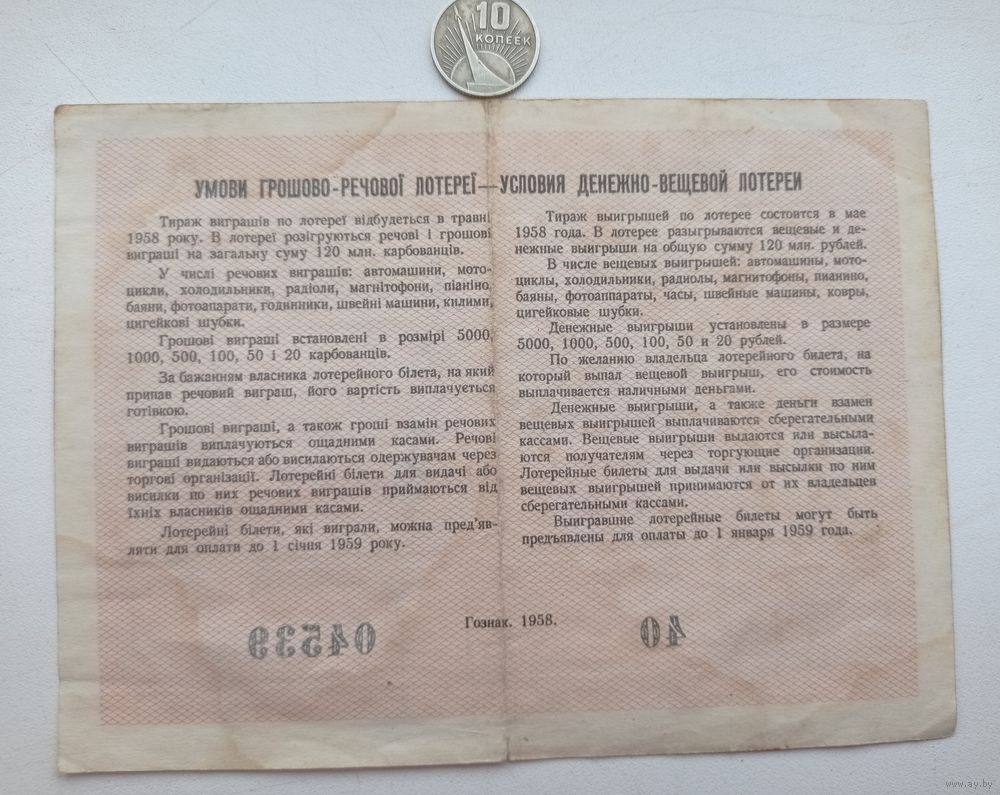 10
КОПЕЕК
УМОВИ ГРОШОВО-РЕЧОВОЇ ЛОТЕРЕЇ—УСЛОВИЯ ДЕНЕЖНО-ВЕЩЕВОЙ ЛОТЕРЕИ
Тираж виграшів по лотереї відбудеться в травні
1958 року. В лотереї розігруються речові і грошові
виграші на загальну суму 120 млн. карбованців.
У числі речових виграшів: автомашини, мото-
цикли, холодильники, радіоли, магнітофони, піаніно,
баяни, фотоапарати, годинники, швейні машини, килими,
цигейкові шубки.
Грошові виграші встановлені в розмірі 5000,
1000, 500, 100, 50 і 20 карбованців.
За бажанням власника лотерейного білета, на який
припав речовий виграш, його вартість виплачується
готівкою.
Грошові виграші, а також гроші взамін речових
виграшів виплачуються ощадними касами. Речові
виграші видаються або висилаються одержувачам через
торгові організації. Лотерейні білети для видачі або
висилки по них речових виграшів приймаються від
їхніх власників ощадними касами.
Лотерейні білети, які виграли, можна пред'яв-
ляти для оплати до 1 січня 1959 року.
Тираж выигрышей по лотерее состоится в мае
1958 года. В лотерее разыгрываются вещевые и де-
нежные выигрыши на общую сумму 120 млн. рублей.
В числе вещевых выигрышей: автомашины, мото-
циклы, холодильники, радиолы, магнитофоны, пианино,
баяны, фотоаппараты, часы, швейные машины, ковры,
цигейковые шубки.
Денежные выигрыши установлены в размере
5000, 1000, 500, 100, 50 и 20 рублей.
По желанию владельца лотерейного билета, на
который выпал вещевой выигрыш, его стоимость
выплачивается наличными деньгами.
Денежные выигрыши, а также деньги взамен
вещевых выигрышей выплачиваются сберегательными
кассами. Вещевые выигрыши выдаются или высыла-
ются получателям через торгующие организации.
Лотерейные билеты для выдачи или высылки по ним
вещевых выигрышей принимаются от их владельцев
сберегательными кассами.
Выигравшие лотерейные билеты могут быть
предъявлены для оплаты до 1 января 1959 года.
04539
Гознак. 1958.
40
www.ay.by